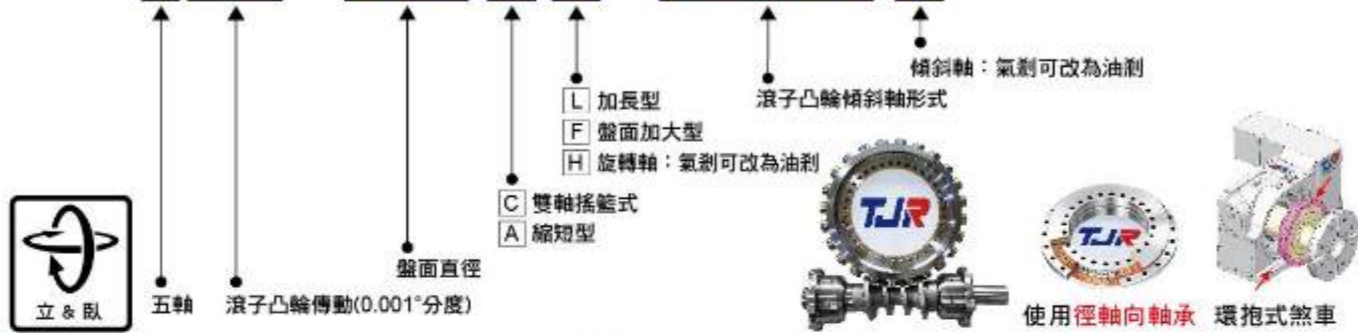 傾斜軸：氣剎可改為油剎
L 加長型
滾子凸輪傾斜軸形式
F 盤面加大型
H 旋轉軸：氣剎可改為油剎
C 雙軸搖籃式
A 縮短型
TJR
TJR
盤面直徑
立 & 臥
五軸
滾子凸輪傳動(0.001°分度)
使用徑軸向軸承
環抱式煞車